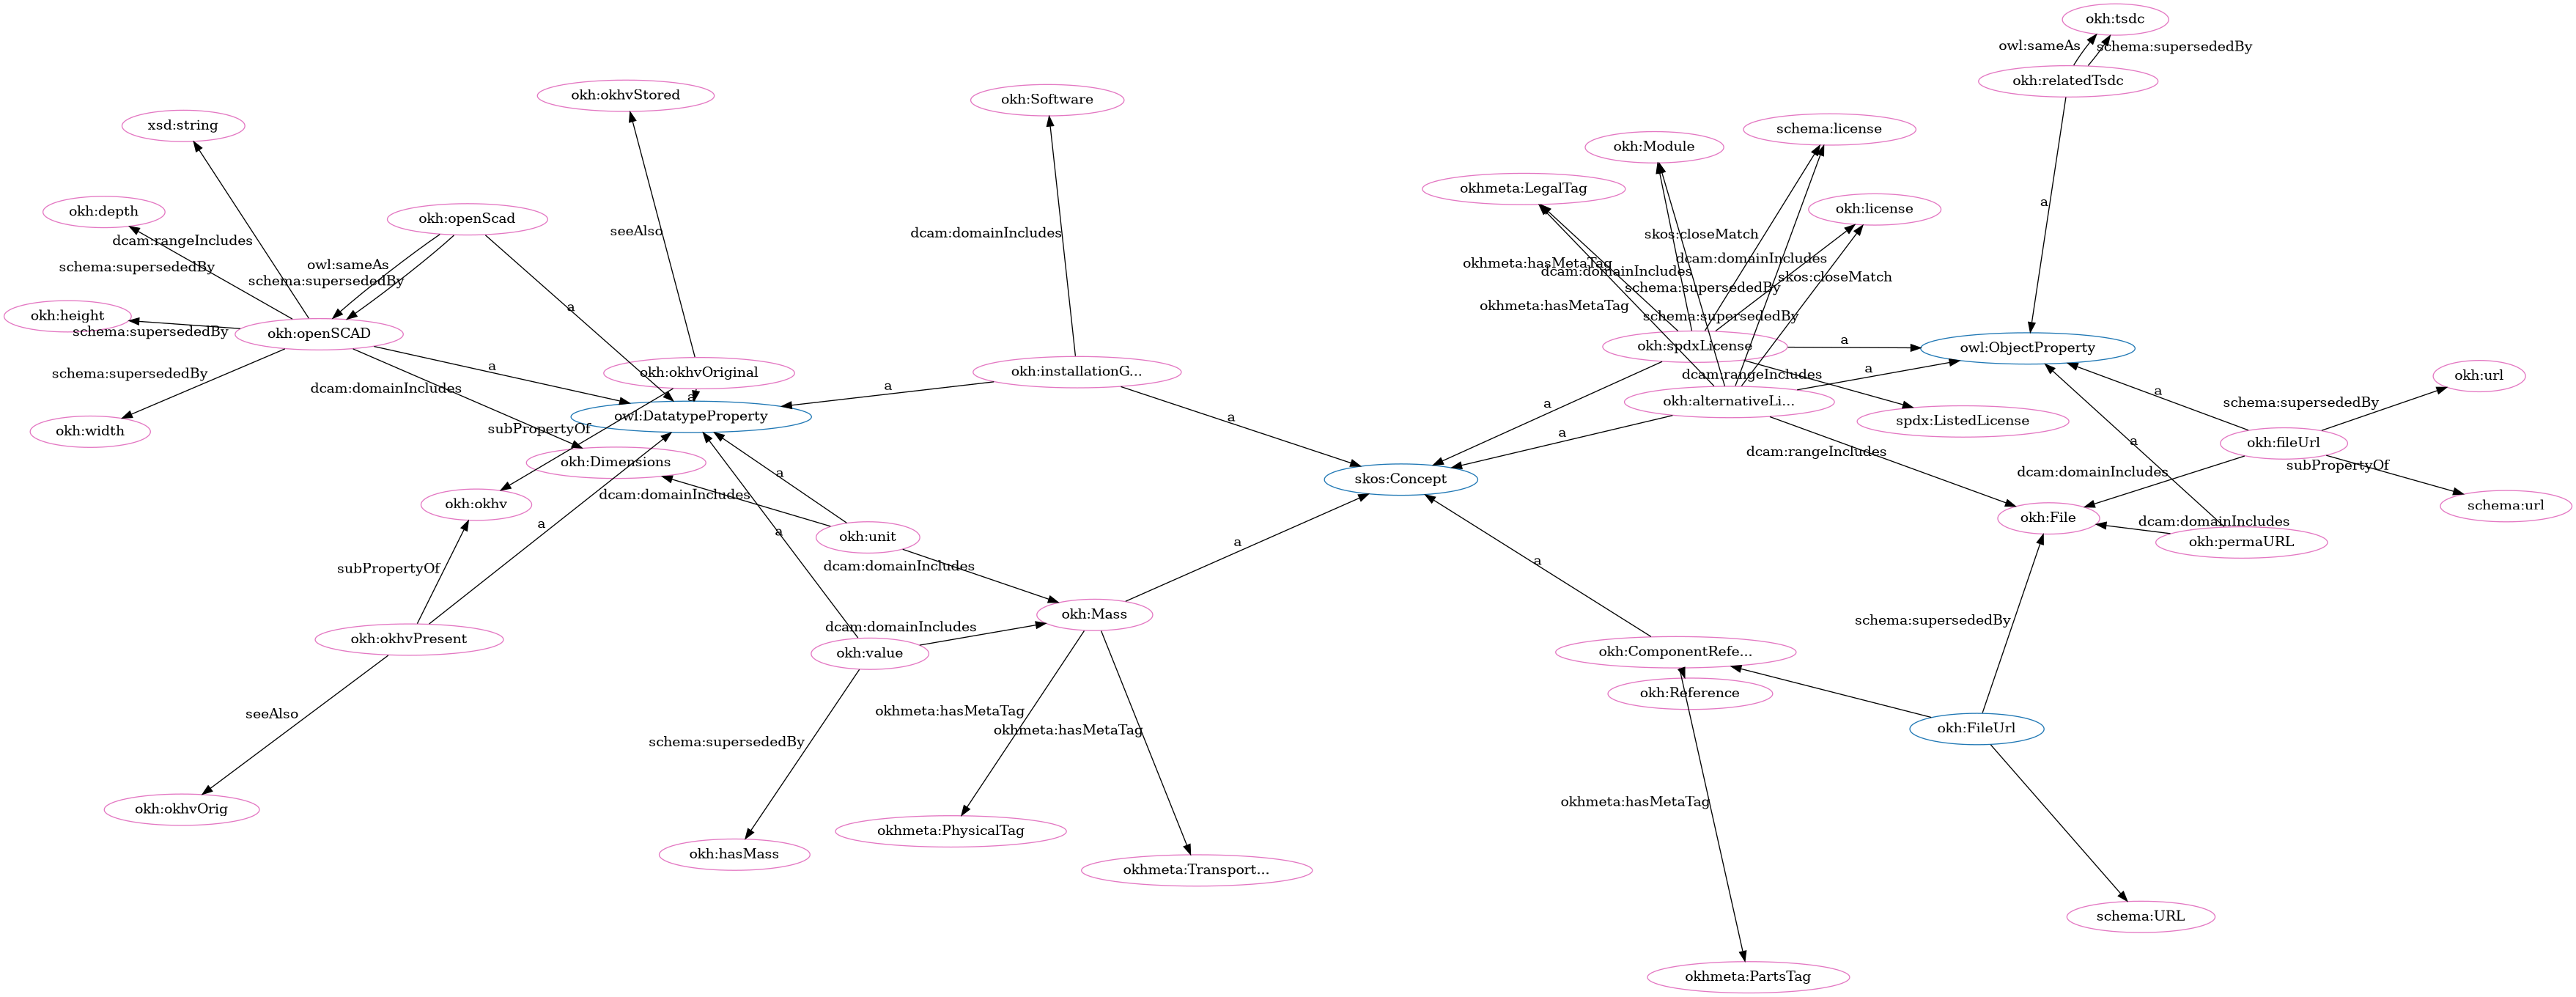 okh:tsdc
owl:sameAs
schema:supersededBy
okh:relatedTsdc
okh:okhvStored
okh:Software
xsd:string
schema:license
okh:Module
okhmeta:LegalTag
okh:license
okh:depth
okh:openScad
a
seeAlso
dcam:domainIncludes
skos:closeMatch
dcam:rangeIncludes
schema:supersededBy
owl:sameAs
schema:supersededBy
okhmeta:hasMetaTag
dcam:domainIncludes
dcam:domainIncludes
skos:closeMatch
schema:supersededBy
okhmeta:hasMetaTag
schema:supersededBy
a
okh:height
schema:supersededBy
okh:openSCAD
okh:spdxLicense
a
owl:ObjectProperty
schema:supersededBy
a
okh:okhvOriginal
okh:installationG...
dcam:rangeIncludes
a
okh:url
dcam:domainIncludes
a
a
okh:alternativeLi...
a
a
schema:supersededBy
owl:DatatypeProperty
spdx:ListedLicense
okh:width
subPropertyOf
a
a
a
okh:fileUrl
okh:Dimensions
dcam:rangeIncludes
subPropertyOf
a
skos:Concept
dcam:domainIncludes
okh:okhv
dcam:domainIncludes
schema:url
a
a
okh:unit
okh:File
dcam:domainIncludes
okh:permaURL
a
a
subPropertyOf
dcam:domainIncludes
okh:Mass
schema:supersededBy
dcam:domainIncludes
okh:okhvPresent
okh:value
okh:ComponentRefe...
okh:Reference
seeAlso
okhmeta:hasMetaTag
okhmeta:hasMetaTag
okh:FileUrl
schema:supersededBy
okh:okhvOrig
okhmeta:hasMetaTag
okhmeta:PhysicalTag
okh:hasMass
okhmeta:Transport...
schema:URL
okhmeta:PartsTag